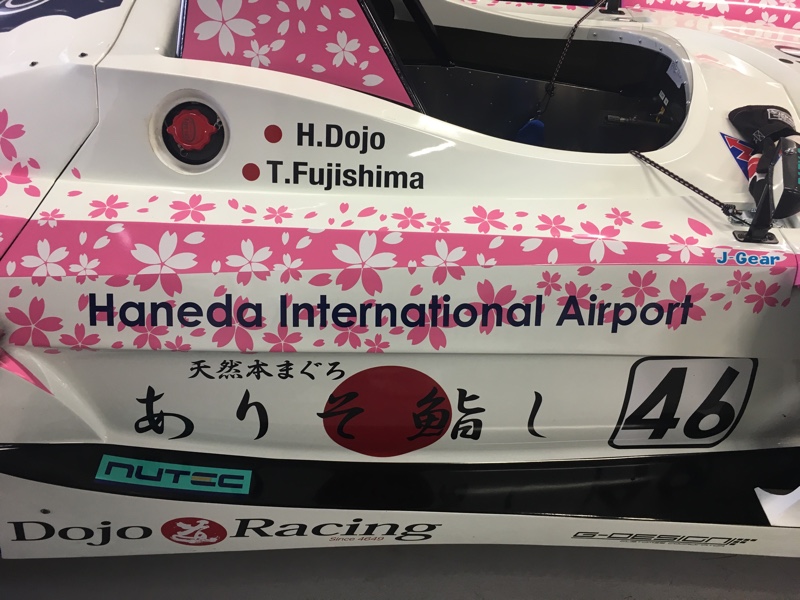 H.Dojo
T.Fujishima
J-Gear
Haneda International Airport
天然本まぐろ
ありそ鮨し
46
NUTEC
Dojo Racing
Since 4649
G-DESIGN